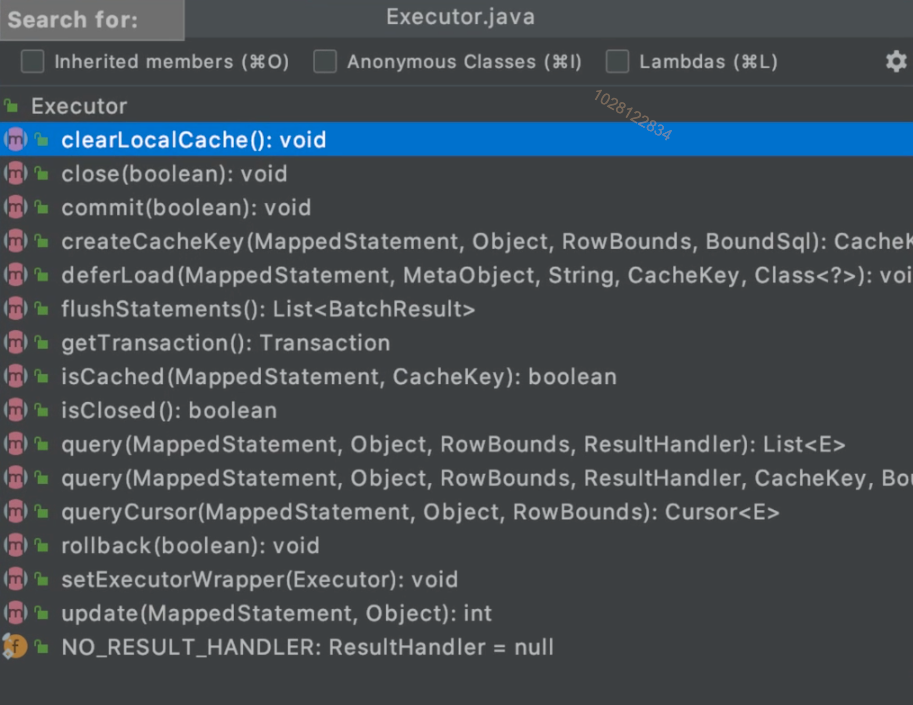 Search for:
Executor.java
Inherited members (⌘O)
Anonymous Classes (⌘I)
Lambdas (⌘L)
1028122834
Executor
clearLocalCache(): void
close(boolean): void
commit(boolean): void
createCacheKey(MappedStatement, Object, RowBounds, BoundSql): CacheK
deferLoad(MappedStatement, MetaObject, String, CacheKey, Class<?>): voi
flushStatements(): List<BatchResult>
getTransaction(): Transaction
isCached(MappedStatement, CacheKey): boolean
isClosed(): boolean
query(MappedStatement, Object, RowBounds, ResultHandler): List<E>
query(MappedStatement, Object, RowBounds, ResultHandler, CacheKey, Bou
queryCursor(MappedStatement, Object, RowBounds): Cursor<E>
rollback(boolean): void
setExecutorWrapper(Executor): void
update(MappedStatement, Object): int
NO_RESULT_HANDLER: ResultHandler = null